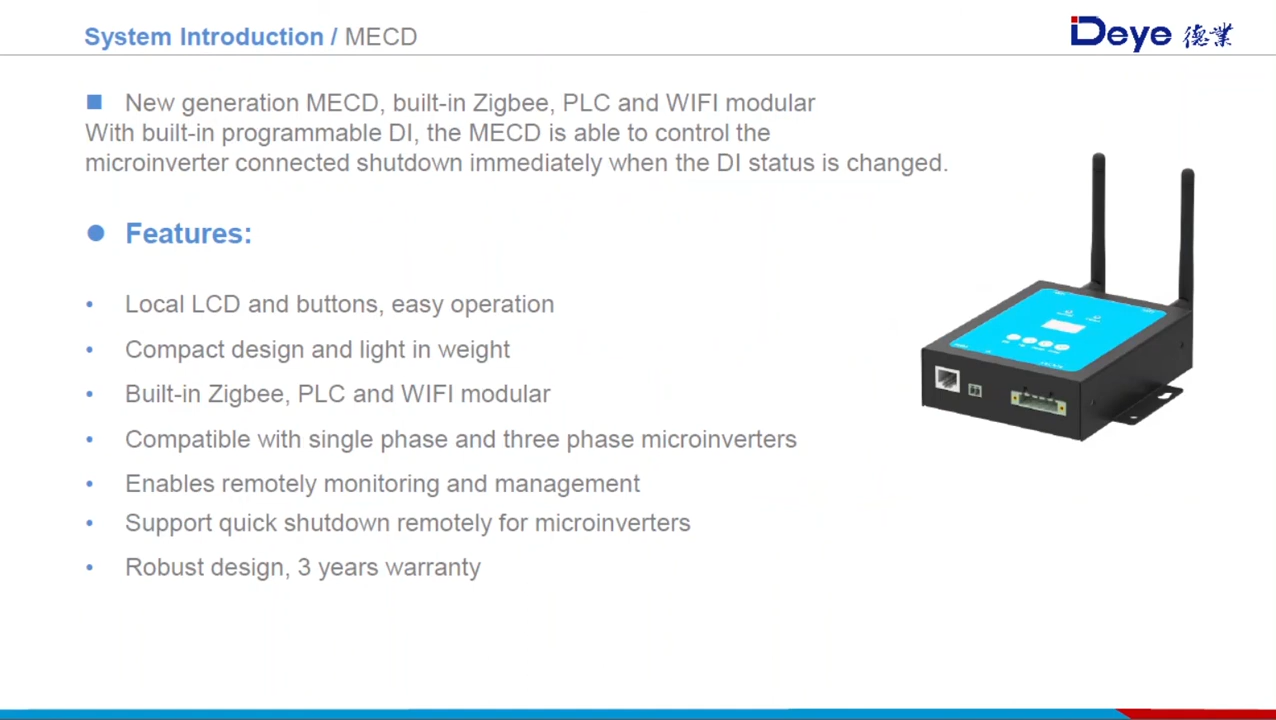 System Introduction / MECD
Deye 德業
New generation MECD, built-in Zigbee, PLC and WIFI modular
With built-in programmable DI, the MECD is able to control the
microinverter connected shutdown immediately when the DI status is changed.
Features:
Local LCD and buttons, easy operation
Compact design and light in weight
Built-in Zigbee, PLC and WIFI modular
Compatible with single phase and three phase microinverters
Enables remotely monitoring and management
Support quick shutdown remotely for microinverters
Robust design, 3 years warranty